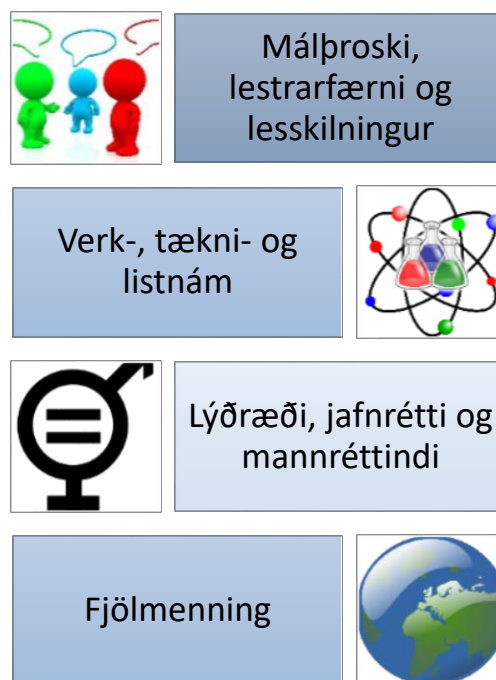 Málþroski,
lestrarfærni og
lesskilningur
Verk-, tækni- og
listnám
Lýðræði, jafnrétti og
mannréttindi
Fjölmenning